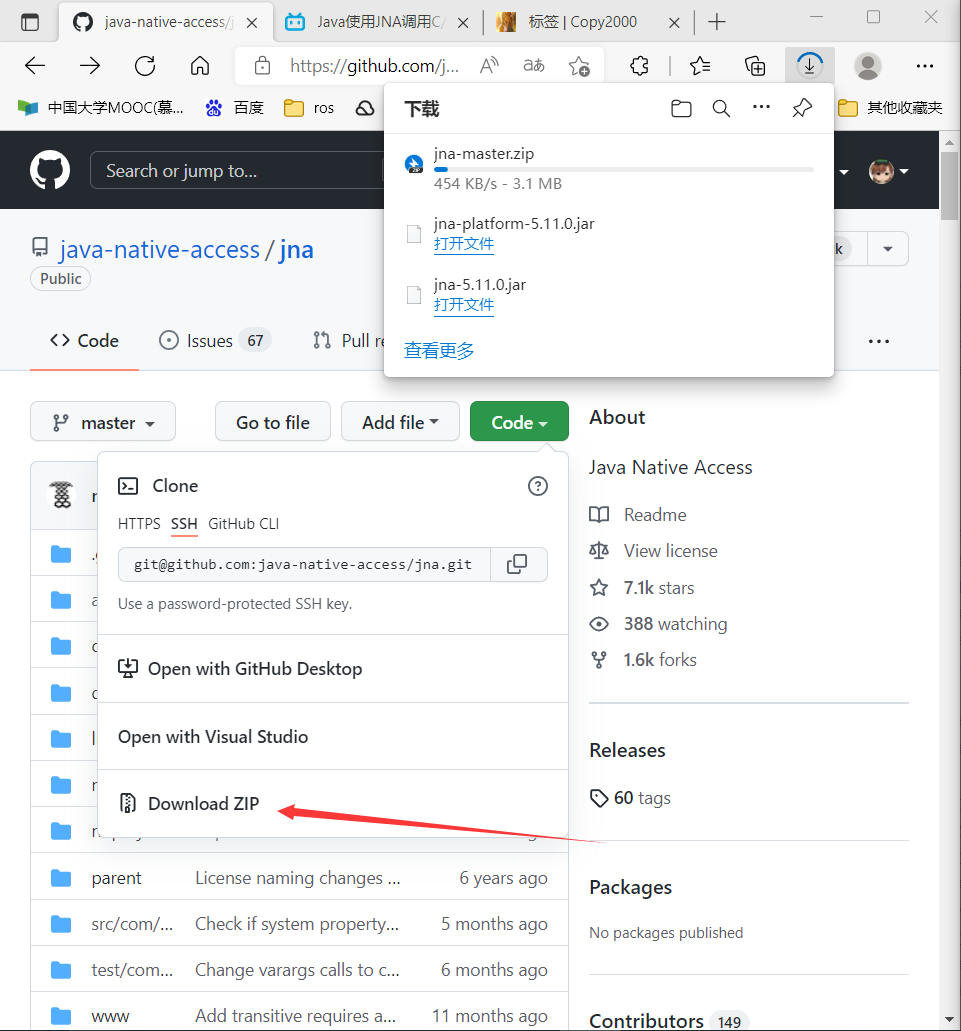 java-native-access/j
Java使用JNA调用C/
标签 | Copy2000
https://github.com/j...
中国大学MOOC(慕...
百度
ros
其他收藏夹
下载
jna-master.zip
454 KB/s - 3.1 MB
jna-platform-5.11.0.jar
打开文件
jna-5.11.0.jar
打开文件
查看更多
Search or jump to...
java-native-access / jna
Public
k
Code
Issues 67
Pull re
master
Go to file
Add file
Code
Clone
HTTPS SSH GitHub CLI
git@github.com:java-native-access/jna.git
Use a password-protected SSH key.
Open with GitHub Desktop
Open with Visual Studio
Download ZIP
parent License naming changes ... 6 years ago
src/com/... Check if system property... 5 months ago
test/com... Change varargs calls to c... 6 months ago
www Add transitive requires a... 11 months ago
About
Java Native Access
Readme
View license
7.1k stars
388 watching
1.6k forks
Releases
60 tags
Packages
No packages published
Contributors 149